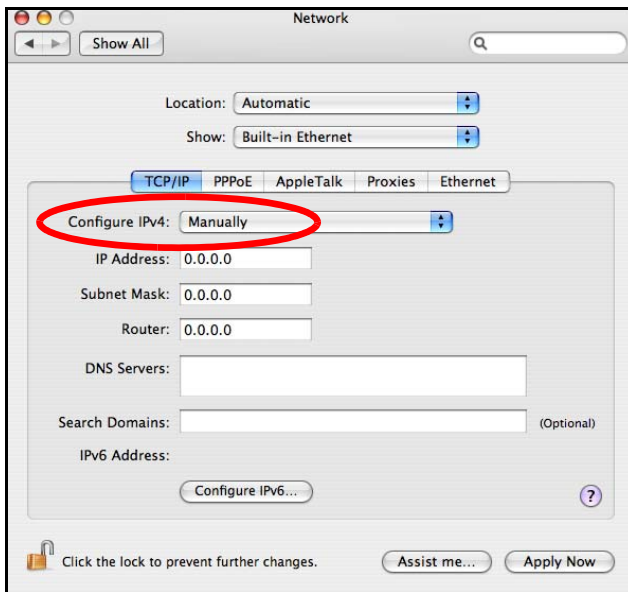 Network
Show All
Location: Automatic
Show: Built-in Ethernet
TCP/IP PPPoE AppleTalk Proxies Ethernet
Configure IPv4: Manually
IP Address: 0.0.0.0
Subnet Mask: 0.0.0.0
Router: 0.0.0.0
DNS Servers:
Search Domains: (Optional)
IPv6 Address:
Configure IPv6...
?
Click the lock to prevent further changes. Assist me... Apply Now